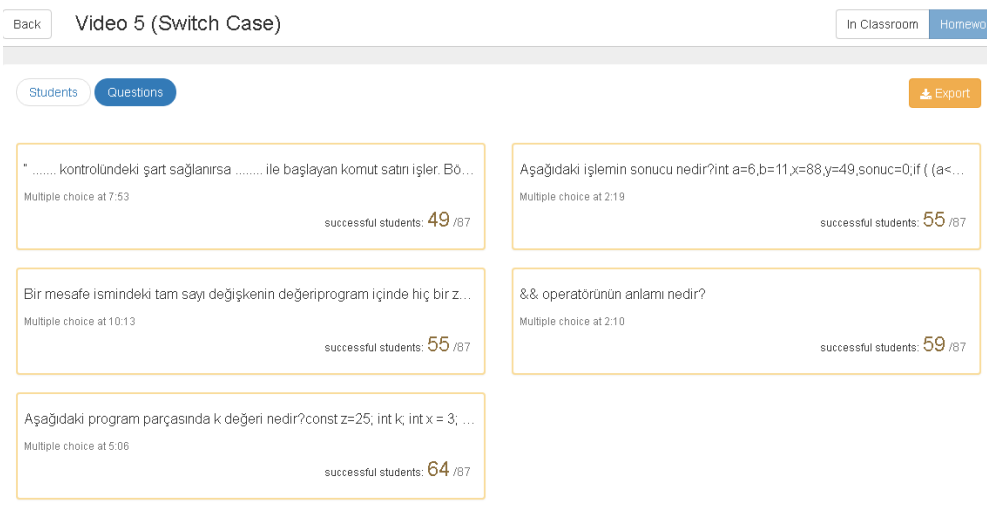 Back Video 5 (Switch Case) In Classroom Homewo
Students Questions Export
" ....... kontrolündeki şart sağlanırsa ........ ile başlayan komut satırı işler. Bö...
Multiple choice at 7:53
successful students: 49 /87
Aşağıdaki işlemin sonucu nedir?int a=6,b=11,x=88,y=49,sonuc=0;if ( (a<...
Multiple choice at 2:19
successful students: 55 /87
Bir mesafe ismindeki tam sayı değişkenin değeriprogram içinde hiç bir z...
Multiple choice at 10:13
successful students: 55 /87
&& operatörünün anlamı nedir?
Multiple choice at 2:10
successful students: 59 /87
Aşağıdaki program parçasında k değeri nedir?const z=25; int k; int x = 3; ...
Multiple choice at 5:06
successful students: 64 /87